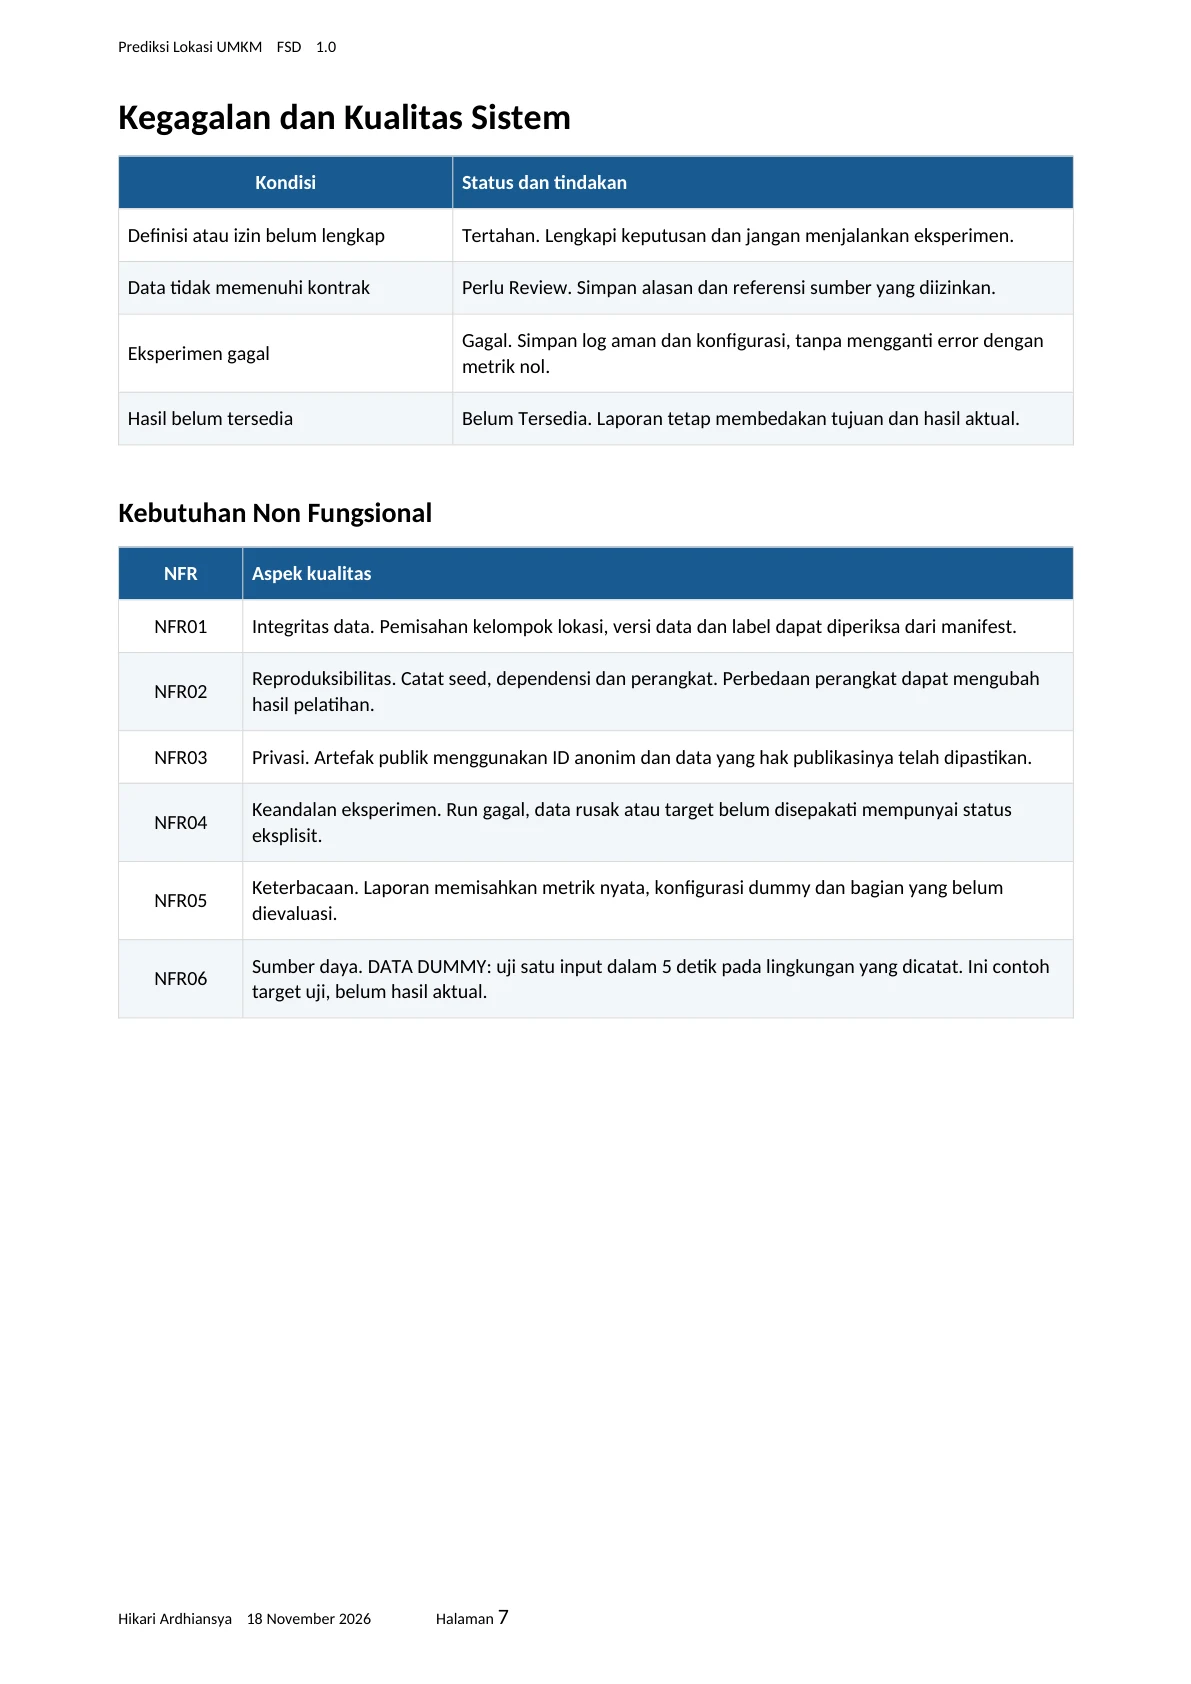 Prediksi Lokasi UMKM FSD 1.0
Kegagalan dan Kualitas Sistem
Kondisi Status dan tindakan
Definisi atau izin belum lengkap Tertahan. Lengkapi keputusan dan jangan menjalankan eksperimen.
Data tidak memenuhi kontrak Perlu Review. Simpan alasan dan referensi sumber yang diizinkan.
Eksperimen gagal Gagal. Simpan log aman dan konfigurasi, tanpa mengganti error dengan
metrik nol.
Hasil belum tersedia Belum Tersedia. Laporan tetap membedakan tujuan dan hasil aktual.
Kebutuhan Non Fungsional
NFR Aspek kualitas
NFR01 Integritas data. Pemisahan kelompok lokasi, versi data dan label dapat diperiksa dari manifest.
NFR02 Reproduksibilitas. Catat seed, dependensi dan perangkat. Perbedaan perangkat dapat mengubah
hasil pelatihan.
NFR03 Privasi. Artefak publik menggunakan ID anonim dan data yang hak publikasinya telah dipastikan.
NFR04 Keandalan eksperimen. Run gagal, data rusak atau target belum disepakati mempunyai status
eksplisit.
NFR05 Keterbacaan. Laporan memisahkan metrik nyata, konfigurasi dummy dan bagian yang belum
dievaluasi.
NFR06 Sumber daya. DATA DUMMY: uji satu input dalam 5 detik pada lingkungan yang dicatat. Ini contoh
target uji, belum hasil aktual.
Hikari Ardhiansya 18 November 2026 Halaman 7